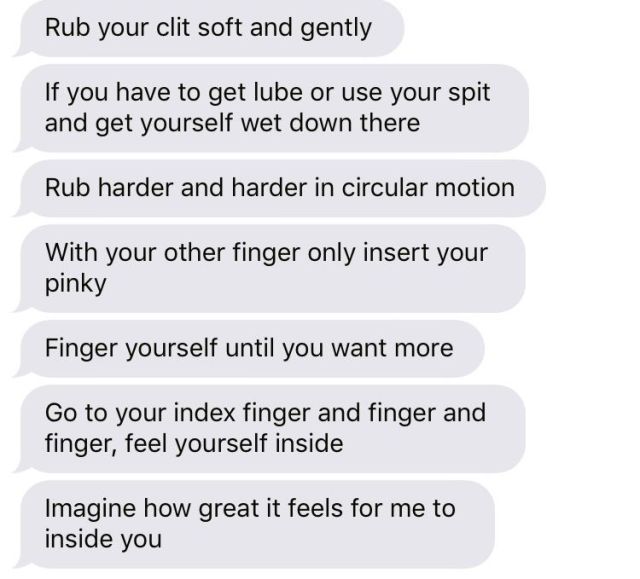 Rub your clit soft and gently
If you have to get lube or use your spit
and get yourself wet down there
Rub harder and harder in circular motion
With your other finger only insert your
pinky
Finger yourself until you want more
Go to your index finger and finger and
finger, feel yourself inside
Imagine how great it feels for me to
inside you